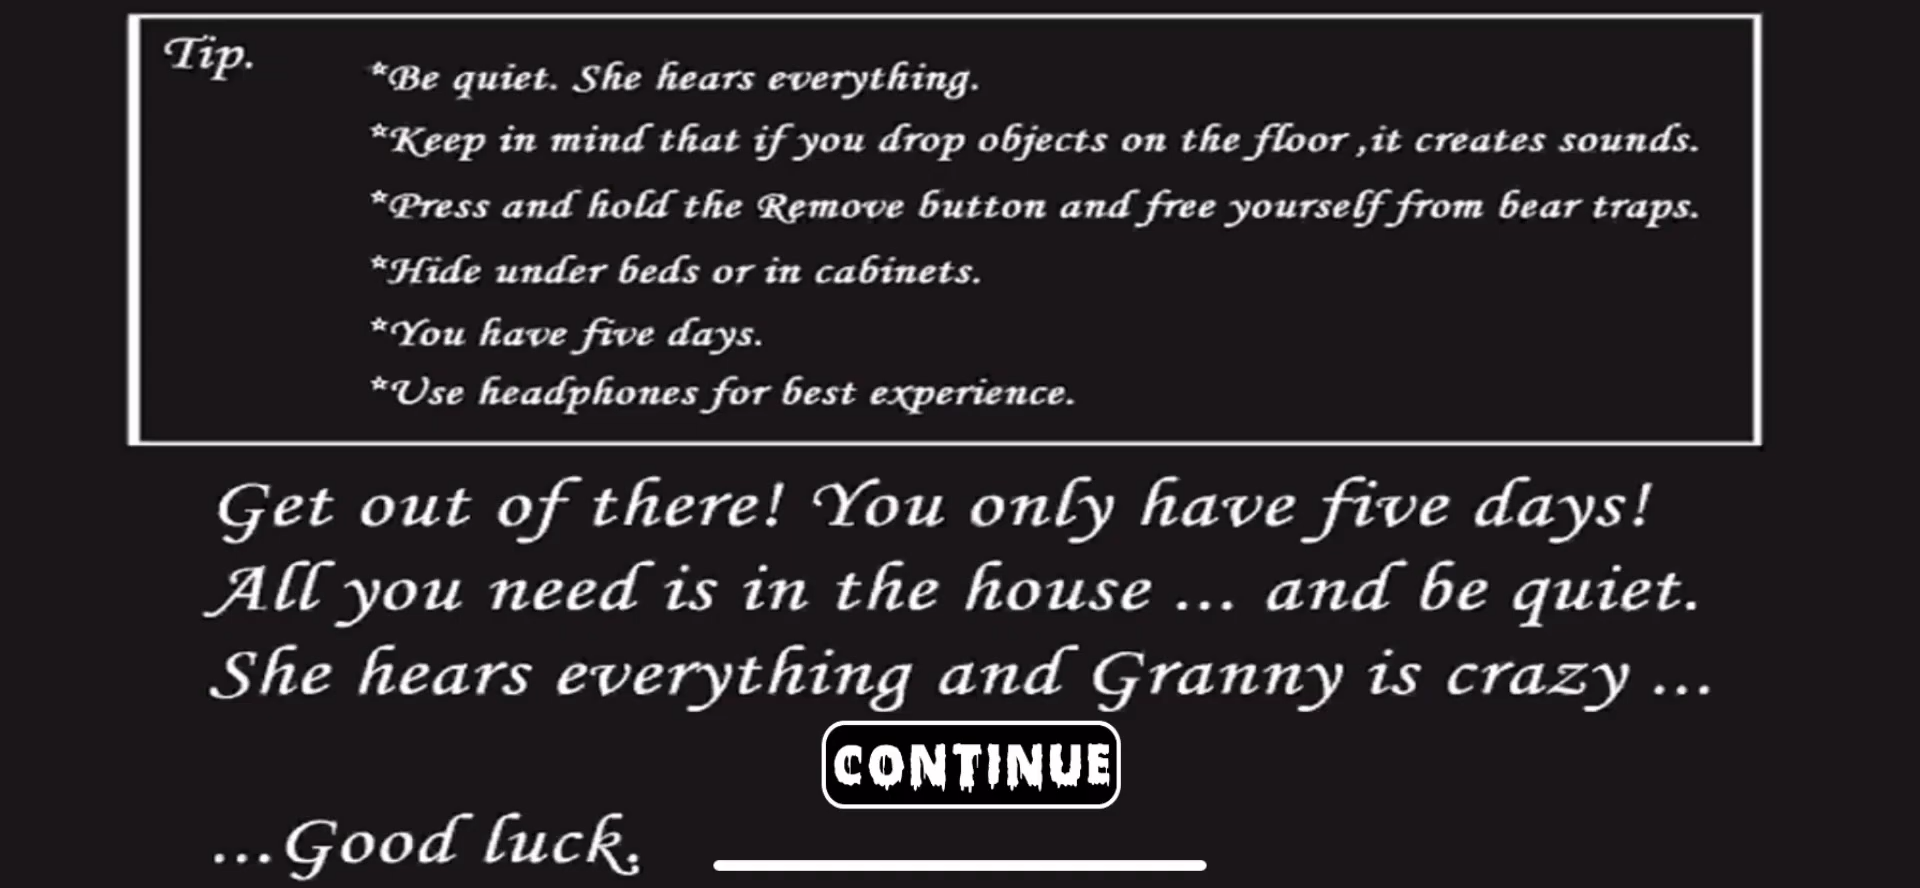 Tip.
*Be quiet. She hears everything.
*Keep in mind that if you drop objects on the floor ,it creates sounds.
*Press and hold the Remove button and free yourself from bear traps.
*Hide under beds or in cabinets.
*You have five days.
*Use headphones for best experience.
Get out of there! You only have five days!
All you need is in the house ... and be quiet.
She hears everything and Granny is crazy ...
CONTINUE
...Good luck.